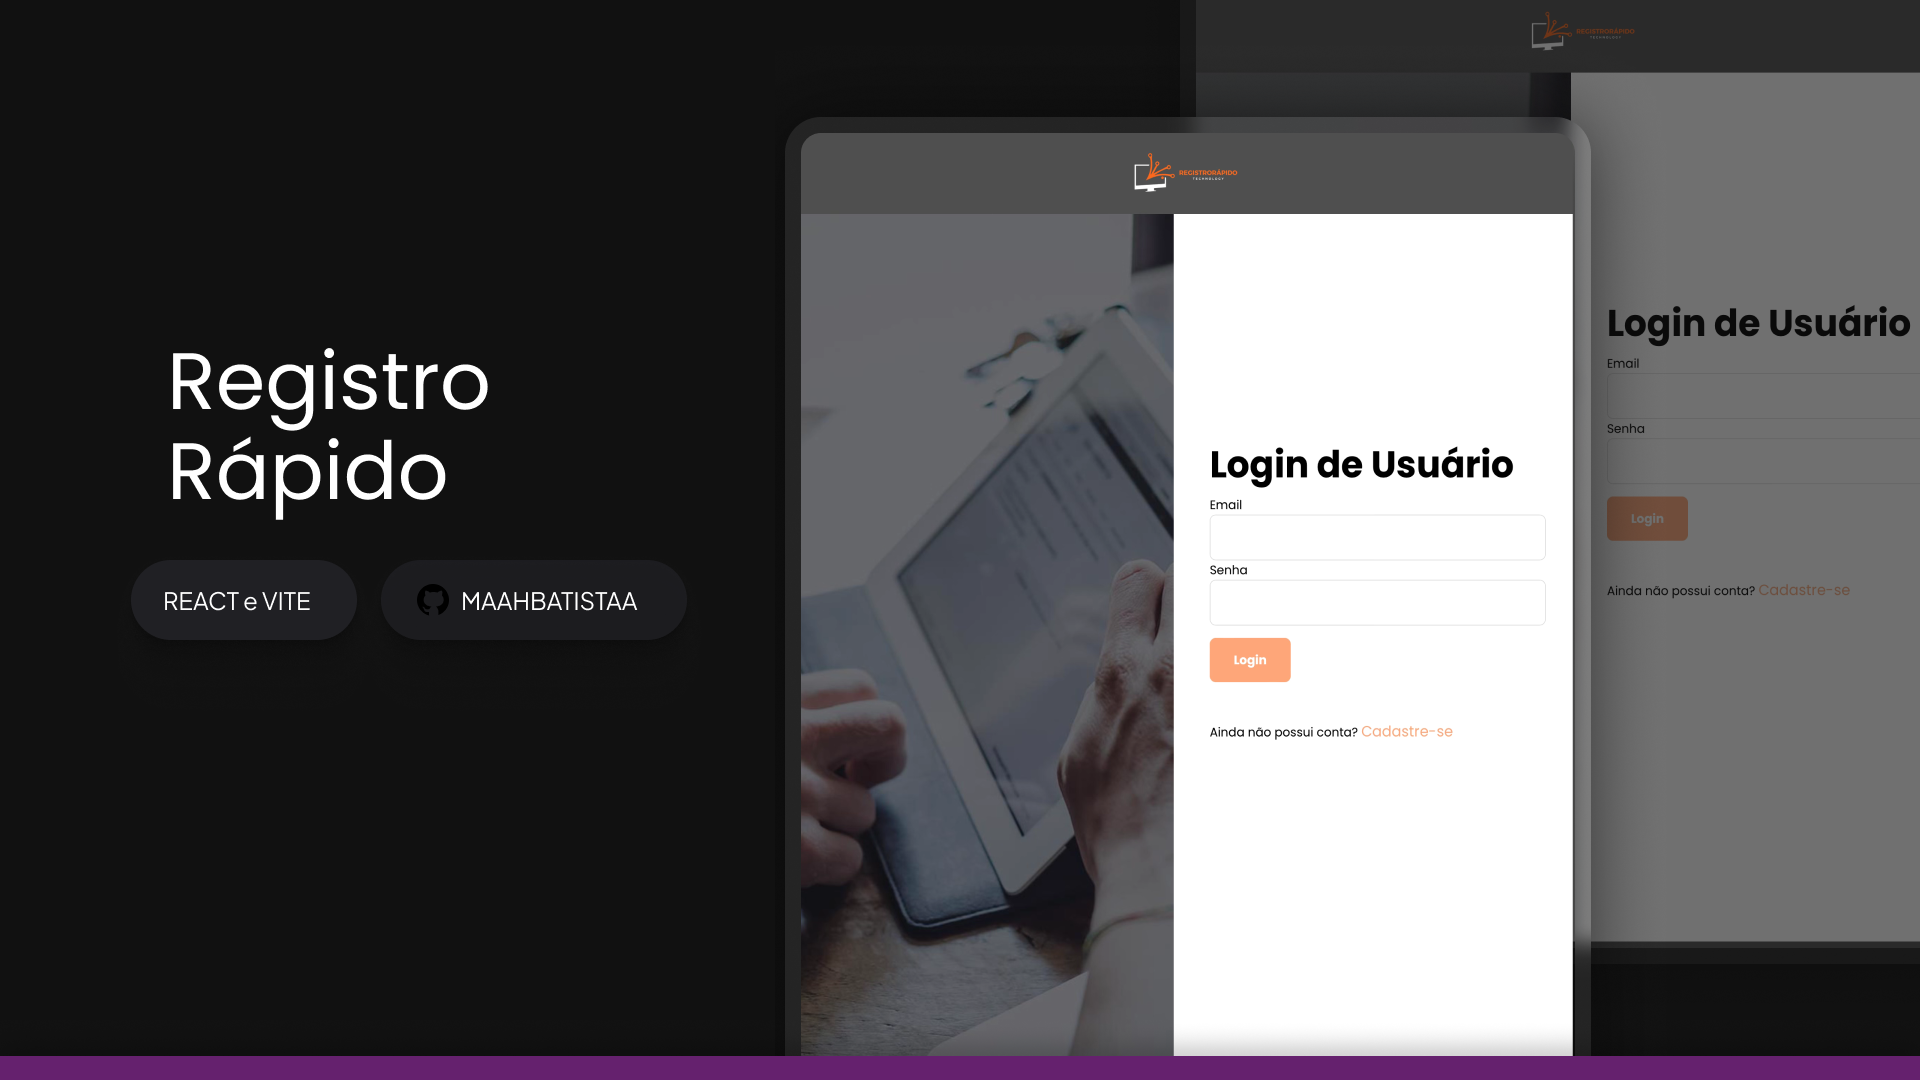 Registro
Rápido
REACT e VITE
MAAHBATISTAA
REGISTRORÁPIDO
TECHNOLOGY
Login de Usuário
Email
Senha
Login
Ainda não possui conta? Cadastre-se
REGISTRORÁPIDO
TECHNOLOGY
Login de Usuário
Email
Senha
Login
Ainda não possui conta? Cadastre-se